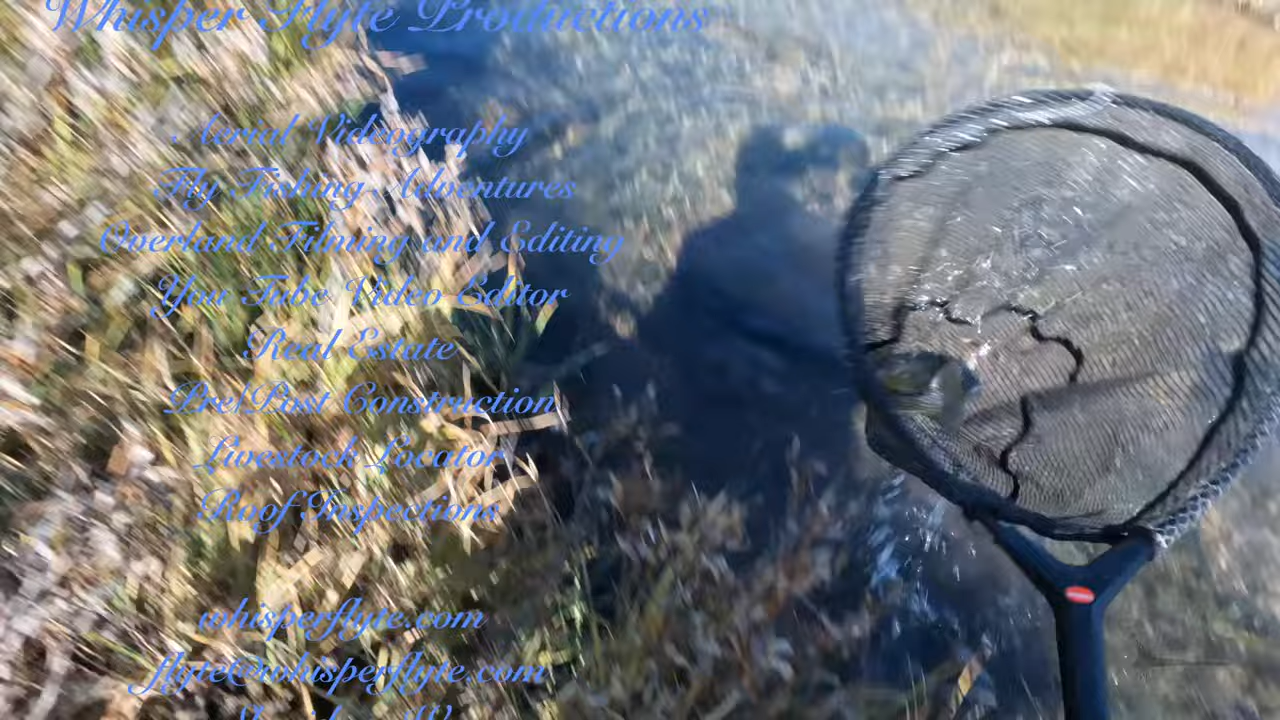 Whisper Flyte Productions
Aerial Videography
Fly Fishing Adventures
Overland Filming and Editing
You Tube Video Editor
Real Estate
Pre/Post Construction
Livestock Locator
Roof Inspections
whisperflyte.com
flyte@whisperflyte.com